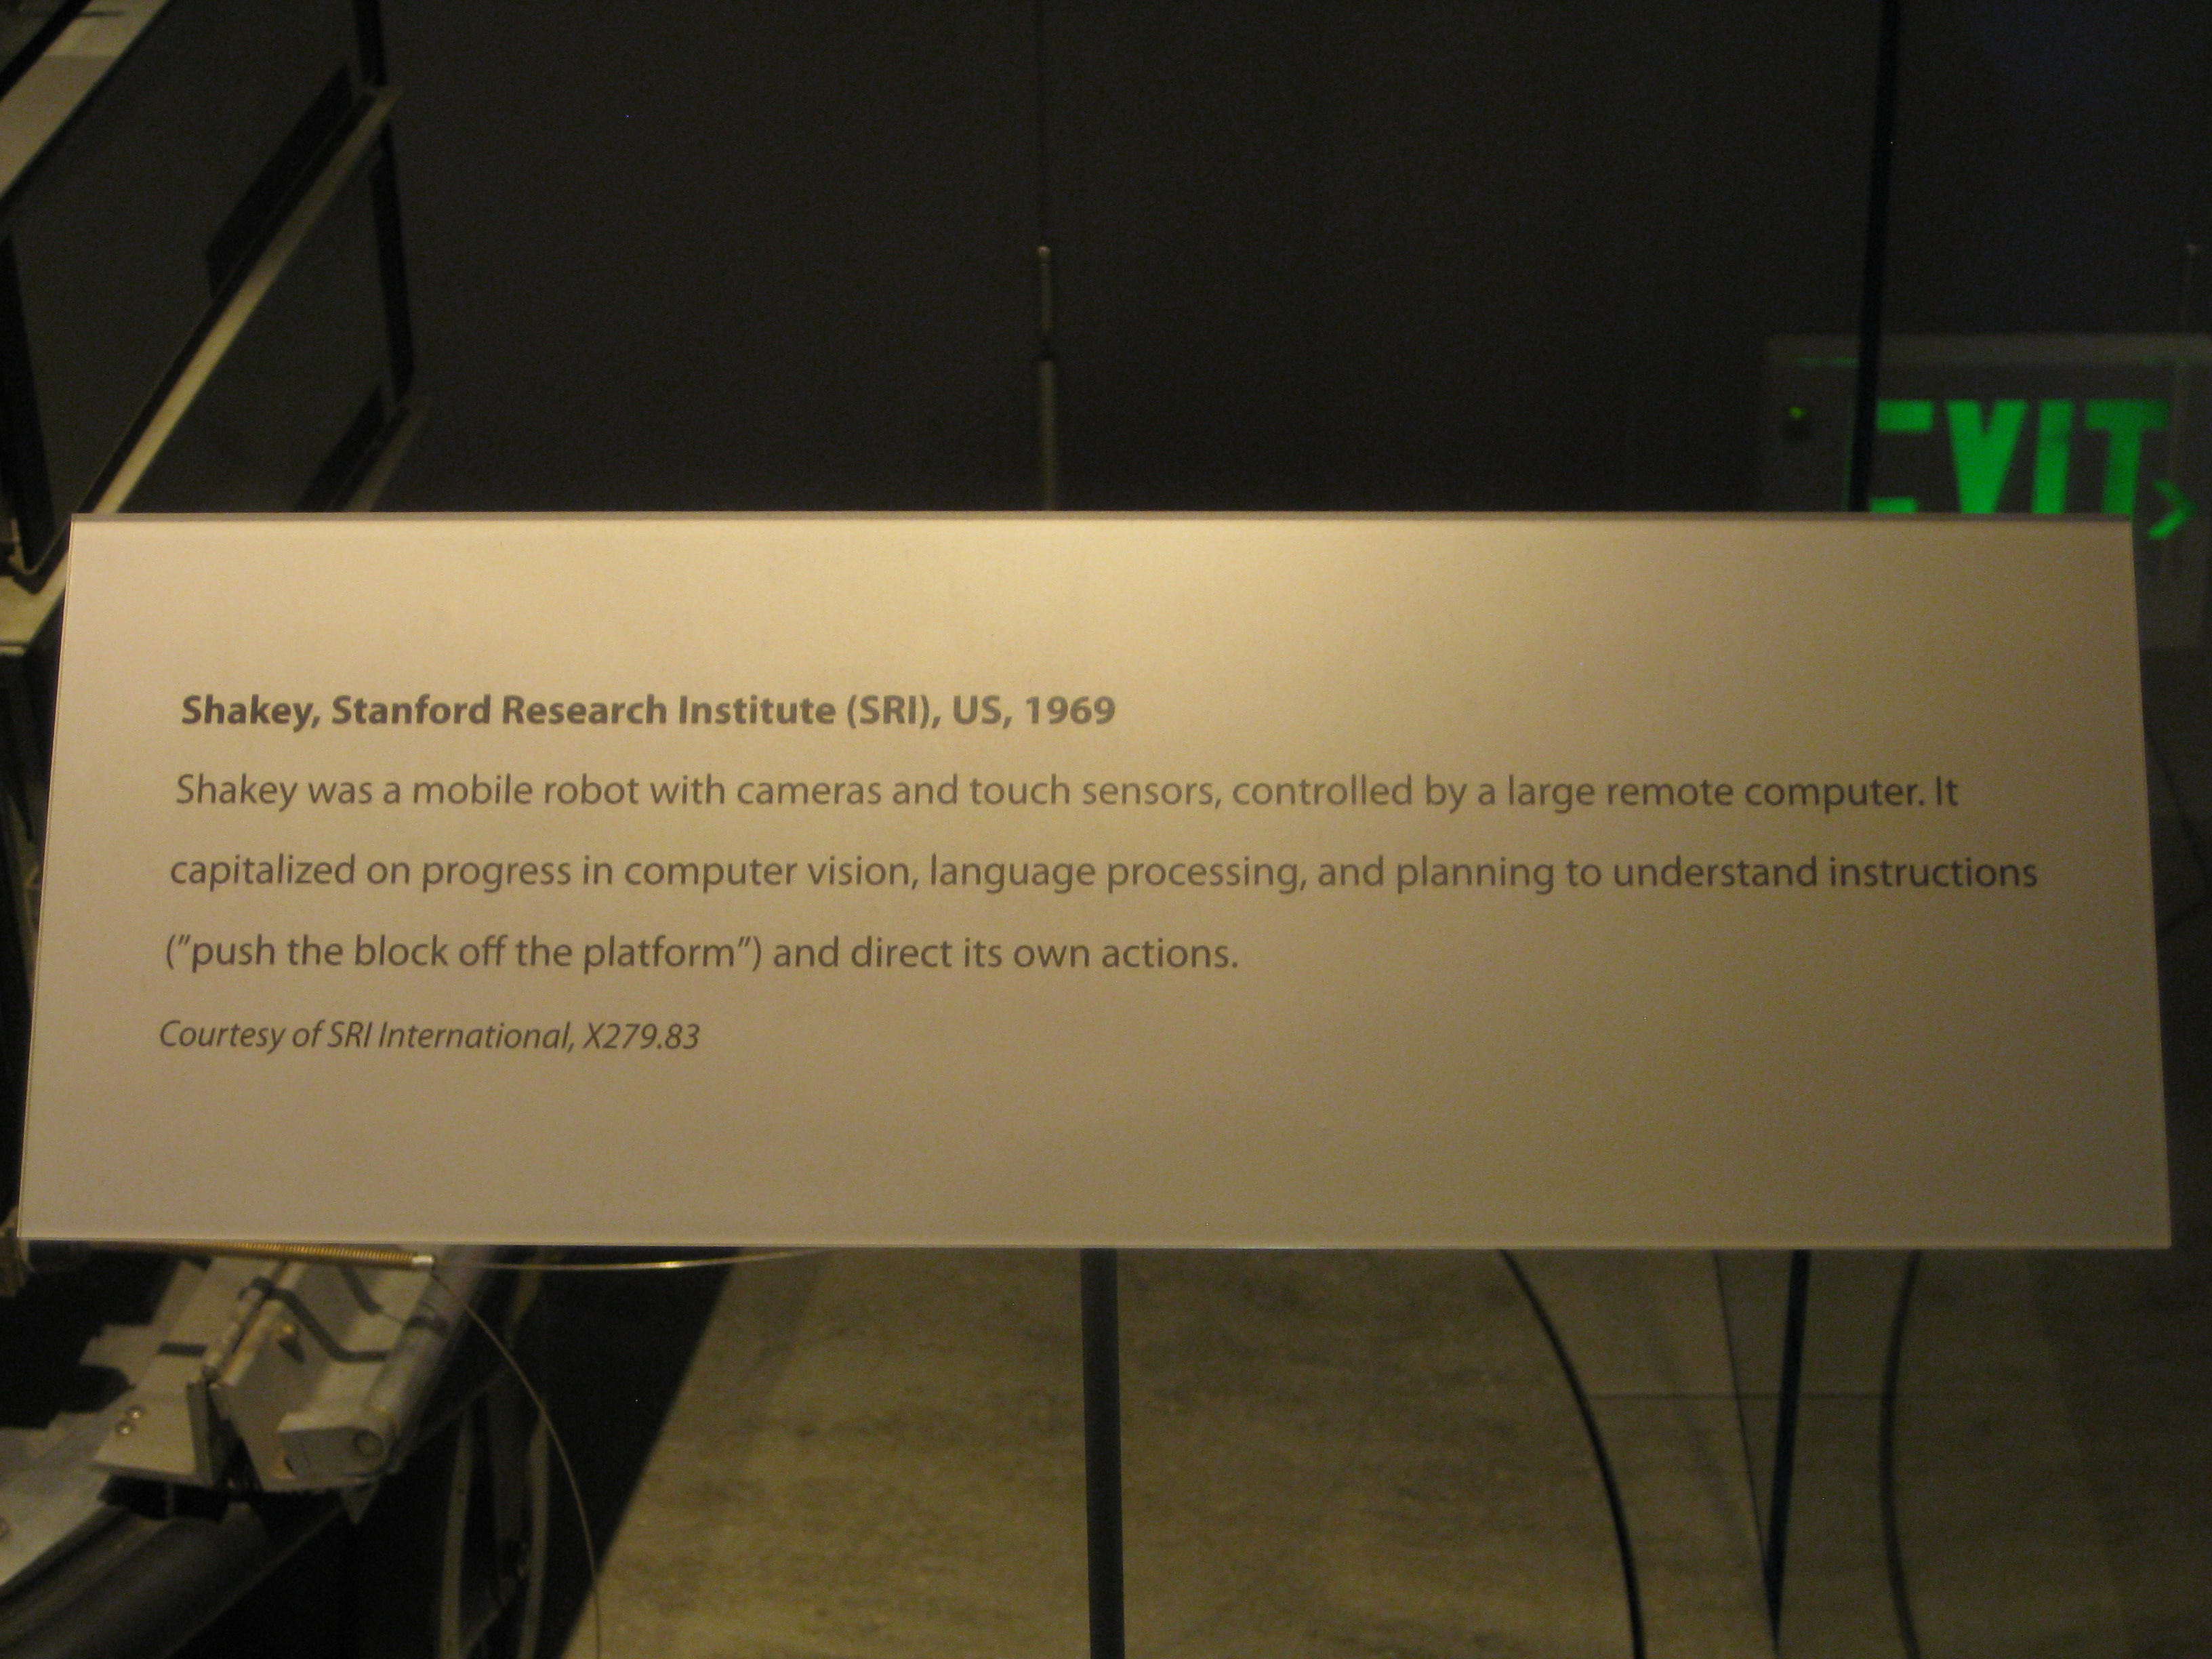 EXIT
Shakey, Stanford Research Institute (SRI), US, 1969
Shakey was a mobile robot with cameras and touch sensors, controlled by a large remote computer. It
capitalized on progress in computer vision, language processing, and planning to understand instructions
("push the block off the platform") and direct its own actions.
Courtesy of SRI International, X279.83